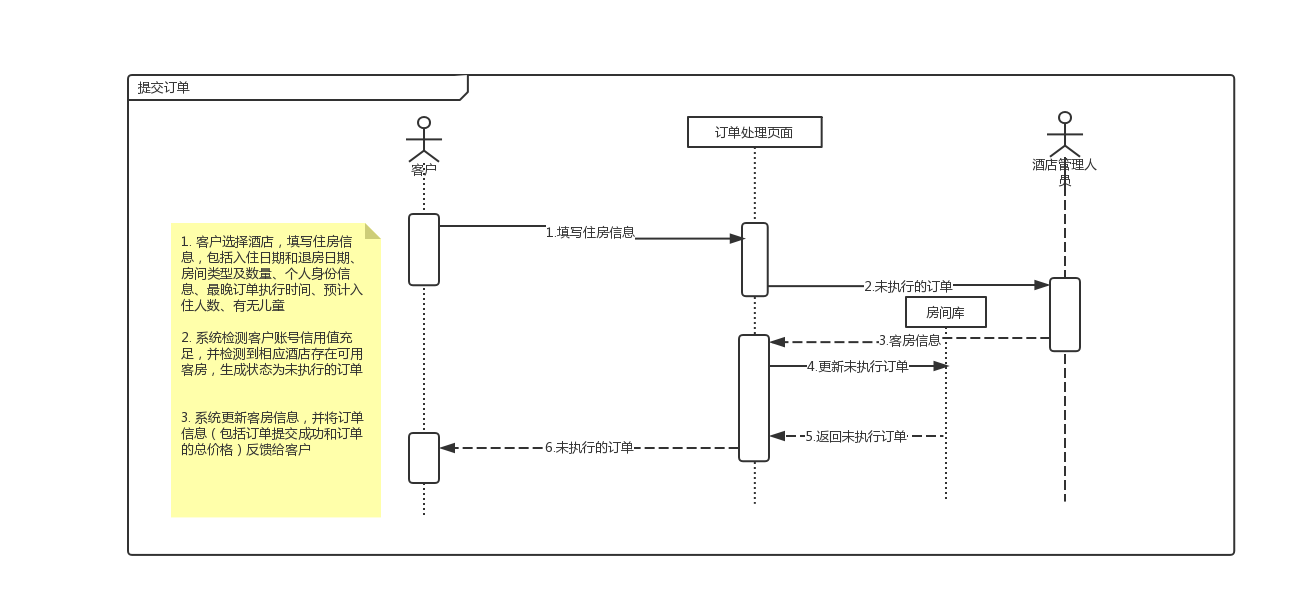 提交订单
客户
订单处理页面
酒店管理人
员
1. 客户选择酒店，填写住房信
息，包括入住日期和退房日期、
房间类型及数量、个人身份信
息、最晚订单执行时间、预计入
住人数、有无儿童
2. 系统检测客户账号信用值充
足，并检测到相应酒店存在可用
客房，生成状态为未执行的订单
3. 系统更新客房信息，并将订单
信息（包括订单提交成功和订单
的总价格）反馈给客户
1.填写住房信息
2.未执行的订单
房间库
3.客房信息
4.更新未执行订单
5.返回未执行订单
6.未执行的订单